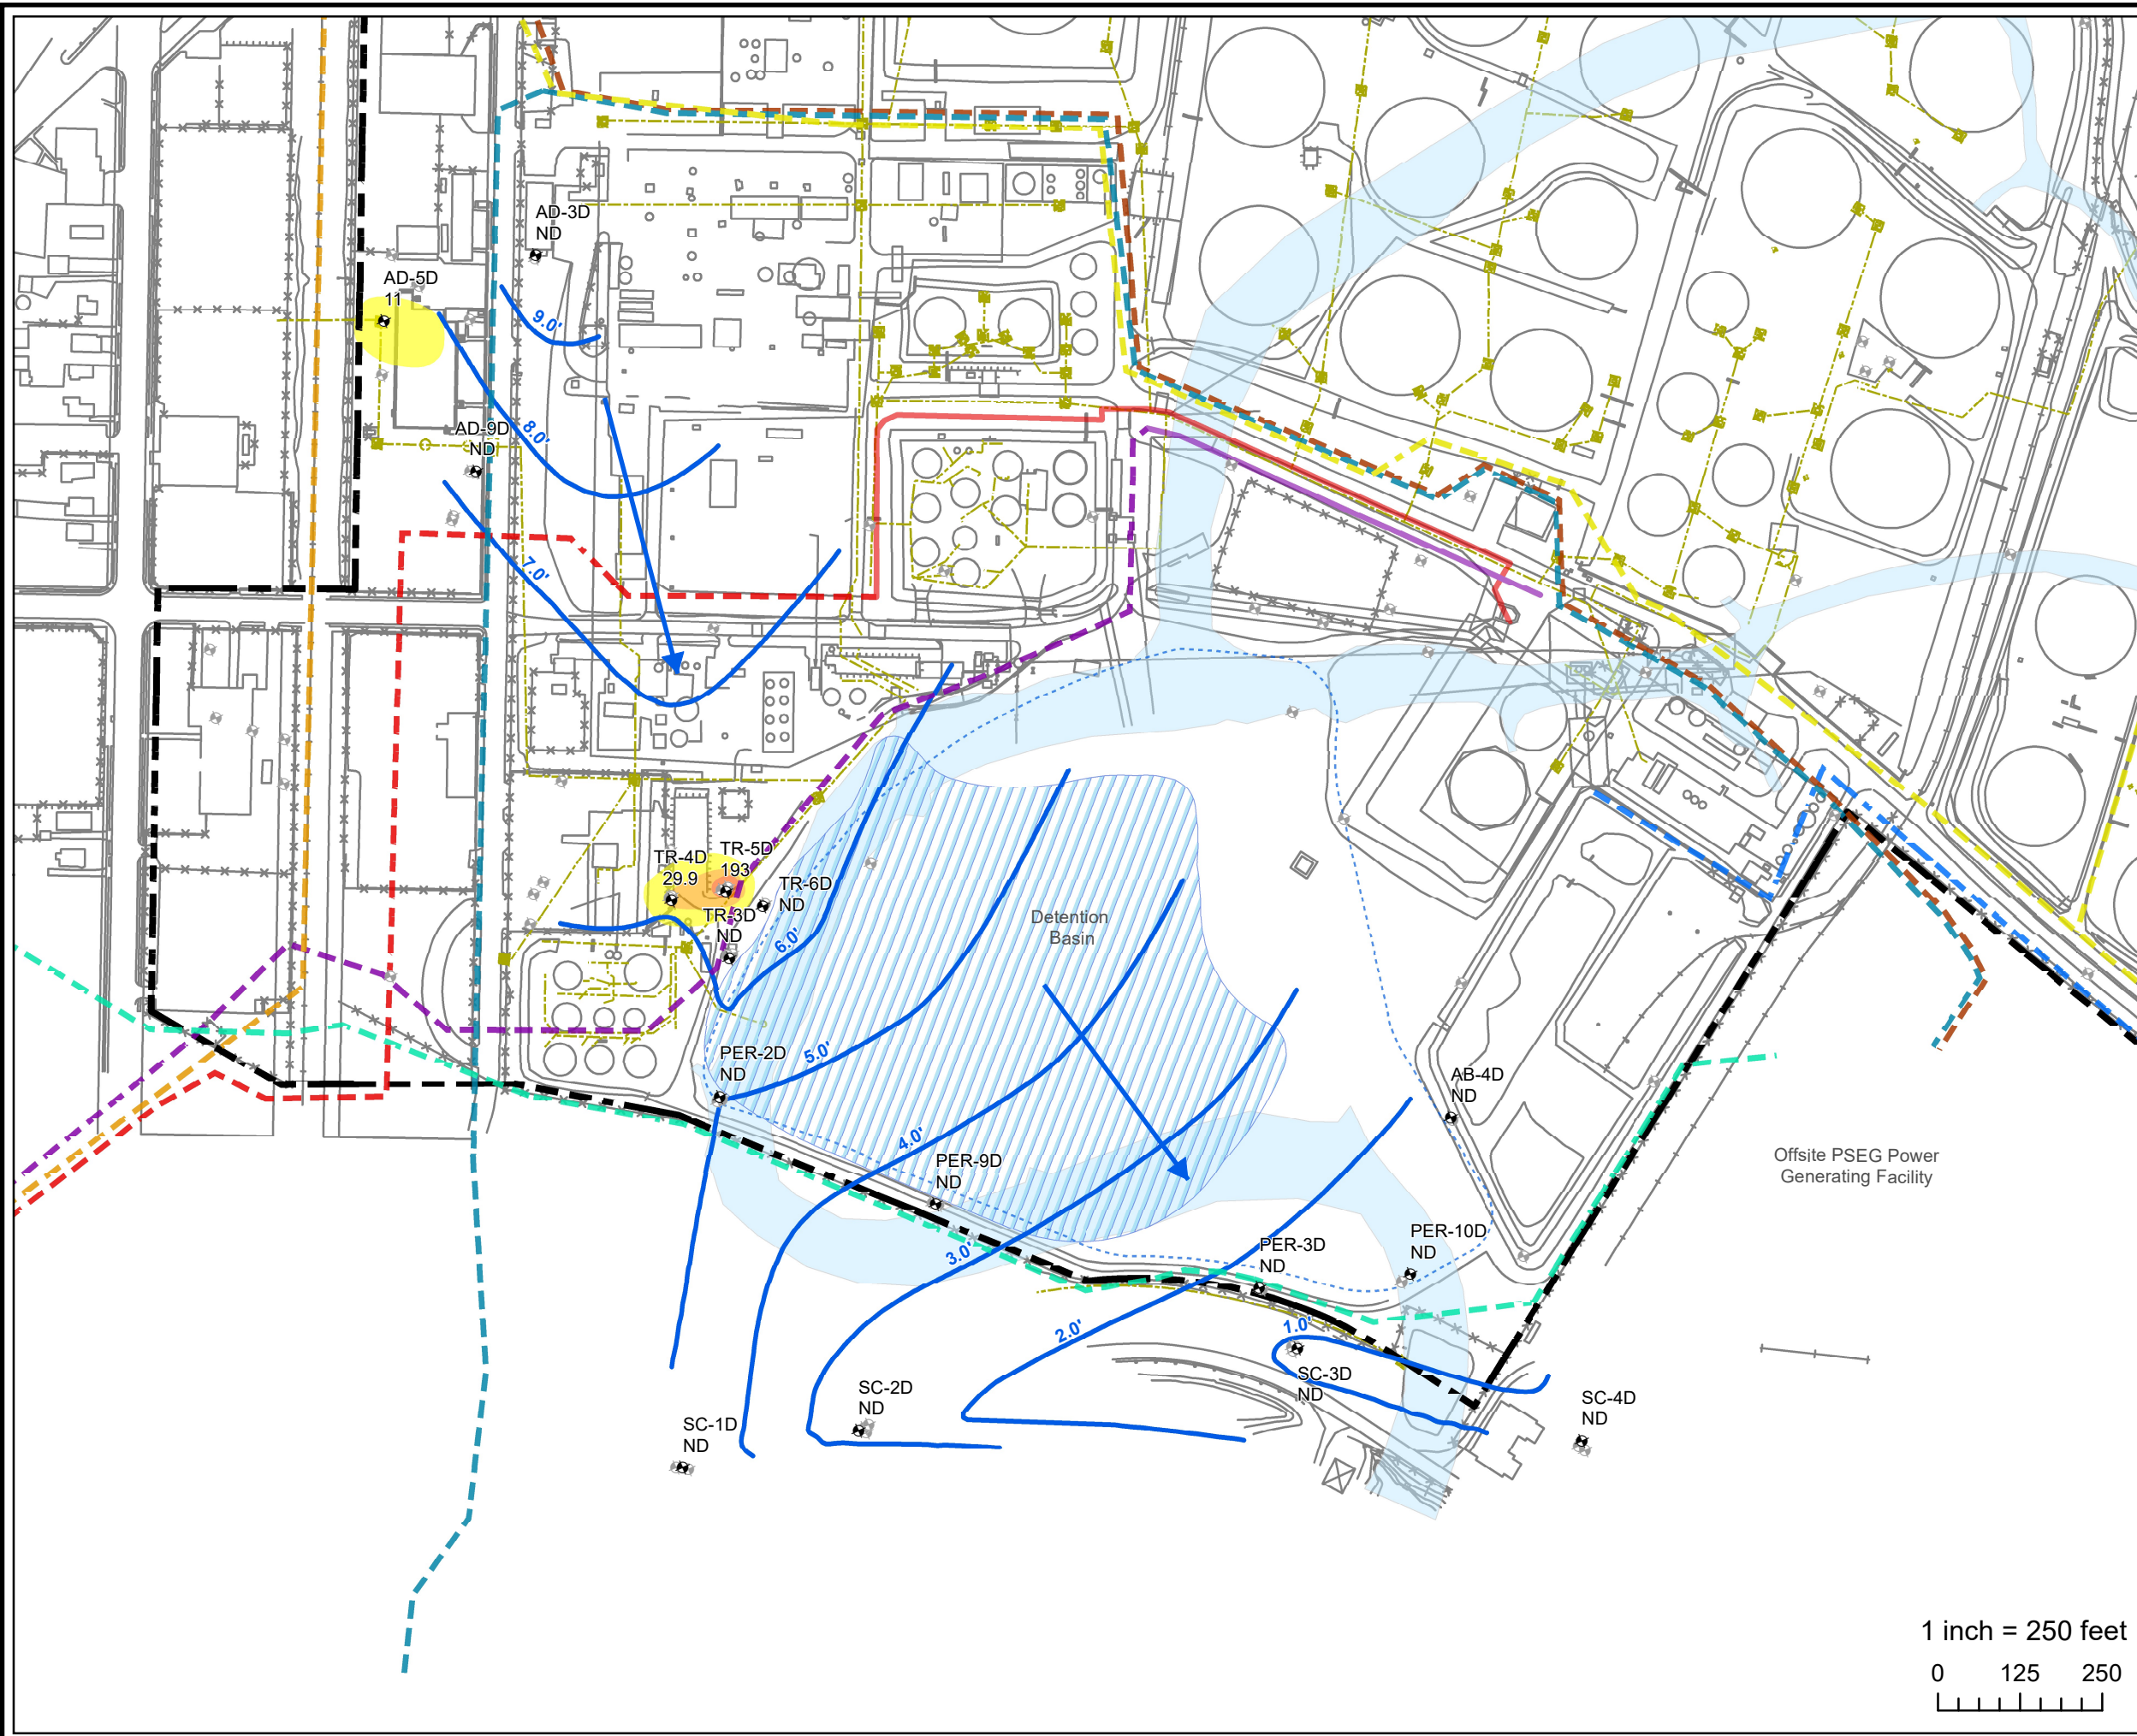 AD-3D
ND
AD-5D
11
9.0'
8.0'
AD-9D
ND
7.0'
TR-4D
29.9
TR-5D
193
TR-6D
ND
TR-3D
ND
6.0'
Detention
Basin
PER-2D
ND
5.0'
AB-4D
ND
4.0'
PER-9D
ND
Offsite PSEG Power
Generating Facility
3.0'
PER-3D
ND
PER-10D
ND
2.0'
1.0'
SC-3D
ND
SC-2D
ND
SC-1D
ND
SC-4D
ND
1 inch = 250 feet
0 125 250